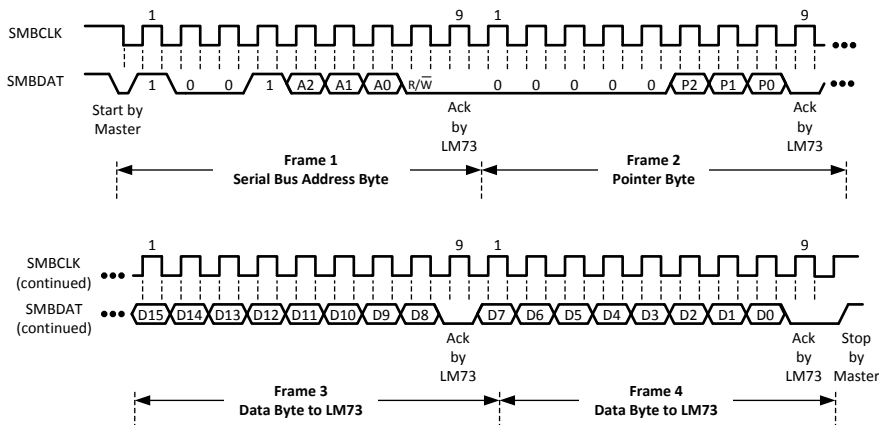 1 9 1 9
SMBCLK
SMBDAT
1 0 0 1 A2 A1 A0 R/W 0 0 0 0 0 P2 P1 P0
Start by
Master
Ack
by
LM73
Ack
by
LM73
Frame 1
Serial Bus Address Byte
Frame 2
Pointer Byte
1 9 1 9
SMBCLK
(continued)
SMBDAT
(continued)
D15 D14 D13 D12 D11 D10 D9 D8 D7 D6 D5 D4 D3 D2 D1 D0
Ack
by
LM73
Ack
by
LM73
Stop
by
Master
Frame 3
Data Byte to LM73
Frame 4
Data Byte to LM73